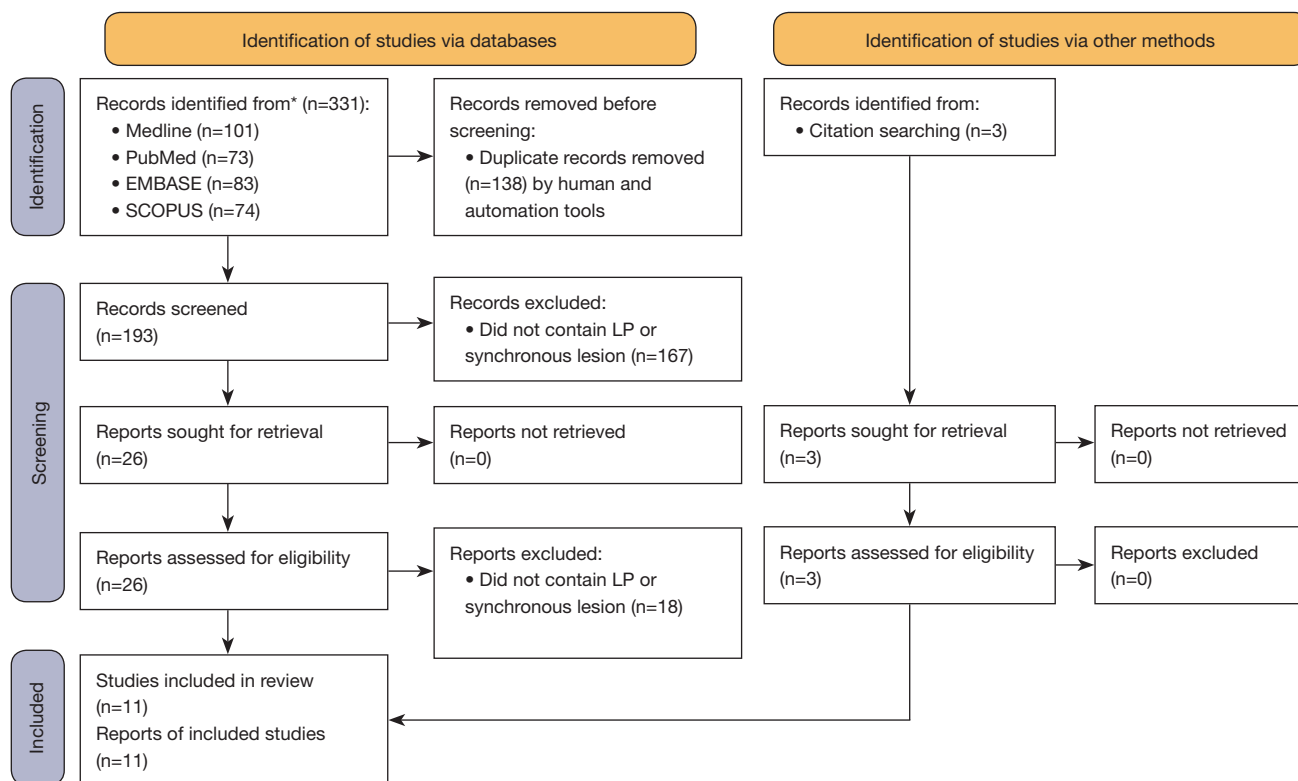 Identification of studies via databases
Identification of studies via other methods
Identification
Records identified from* (n=331):
• Medline (n=101)
• PubMed (n=73)
• EMBASE (n=83)
• SCOPUS (n=74)
Records removed before
screening:
• Duplicate records removed
(n=138) by human and
automation tools
Records identified from:
• Citation searching (n=3)
Screening
Records screened
(n=193)
Records excluded:
• Did not contain LP or
synchronous lesion (n=167)
Reports sought for retrieval
(n=26)
Reports not retrieved
(n=0)
Reports sought for retrieval
(n=3)
Reports not retrieved
(n=0)
Reports assessed for eligibility
(n=26)
Reports excluded:
• Did not contain LP or
synchronous lesion (n=18)
Reports assessed for eligibility
(n=3)
Reports excluded
(n=0)
Included
Studies included in review
(n=11)
Reports of included studies
(n=11)